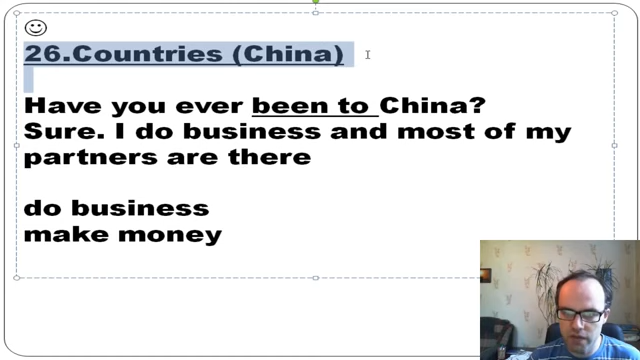 26.Countries (China)
Have you ever been to China?
Sure. I do business and most of my
partners are there
do business
make money